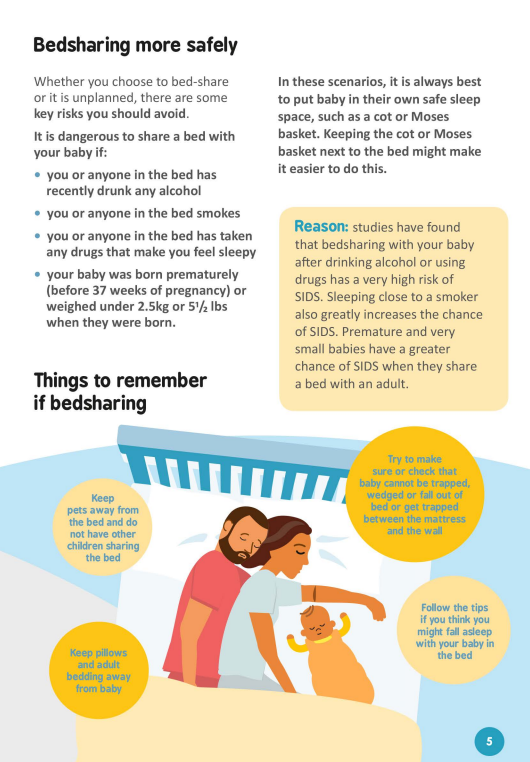 Bedsharing more safely
Whether you choose to bed-share
or it is unplanned, there are some
key risks you should avoid.
It is dangerous to share a bed with
your baby if:
• you or anyone in the bed has
recently drunk any alcohol
• you or anyone in the bed smokes
• you or anyone in the bed has taken
any drugs that make you feel sleepy
• your baby was born prematurely
(before 37 weeks of pregnancy) or
weighed under 2.5kg or 5½ lbs
when they were born.
In these scenarios, it is always best
to put baby in their own safe sleep
space, such as a cot or Moses
basket. Keeping the cot or Moses
basket next to the bed might make
it easier to do this.
Reason: studies have found
that bedsharing with your baby
after drinking alcohol or using
drugs has a very high risk of
SIDS. Sleeping close to a smoker
also greatly increases the chance
of SIDS. Premature and very
small babies have a greater
chance of SIDS when they share
a bed with an adult.
Things to remember
if bedsharing
Try to make
sure or check that
baby cannot be trapped,
wedged or fall out of
bed or get trapped
between the mattress
and the wall
Keep
pets away from
the bed and do
not have other
children sharing
the bed
Follow the tips
if you think you
might fall asleep
with your baby in
the bed
Keep pillows
and adult
bedding away
from baby
5